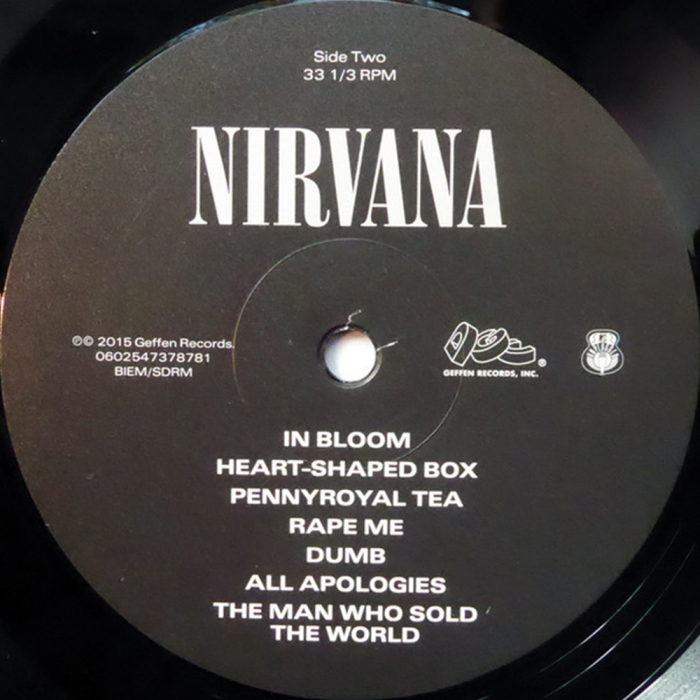 Side Two
33 1/3 RPM
NIRVANA
℗© 2015 Geffen Records.
0602547378781
BIEM/SDRM
DGC
GEFFEN RECORDS, INC.®
IN BLOOM
HEART-SHAPED BOX
PENNYROYAL TEA
RAPE ME
DUMB
ALL APOLOGIES
THE MAN WHO SOLD
THE WORLD